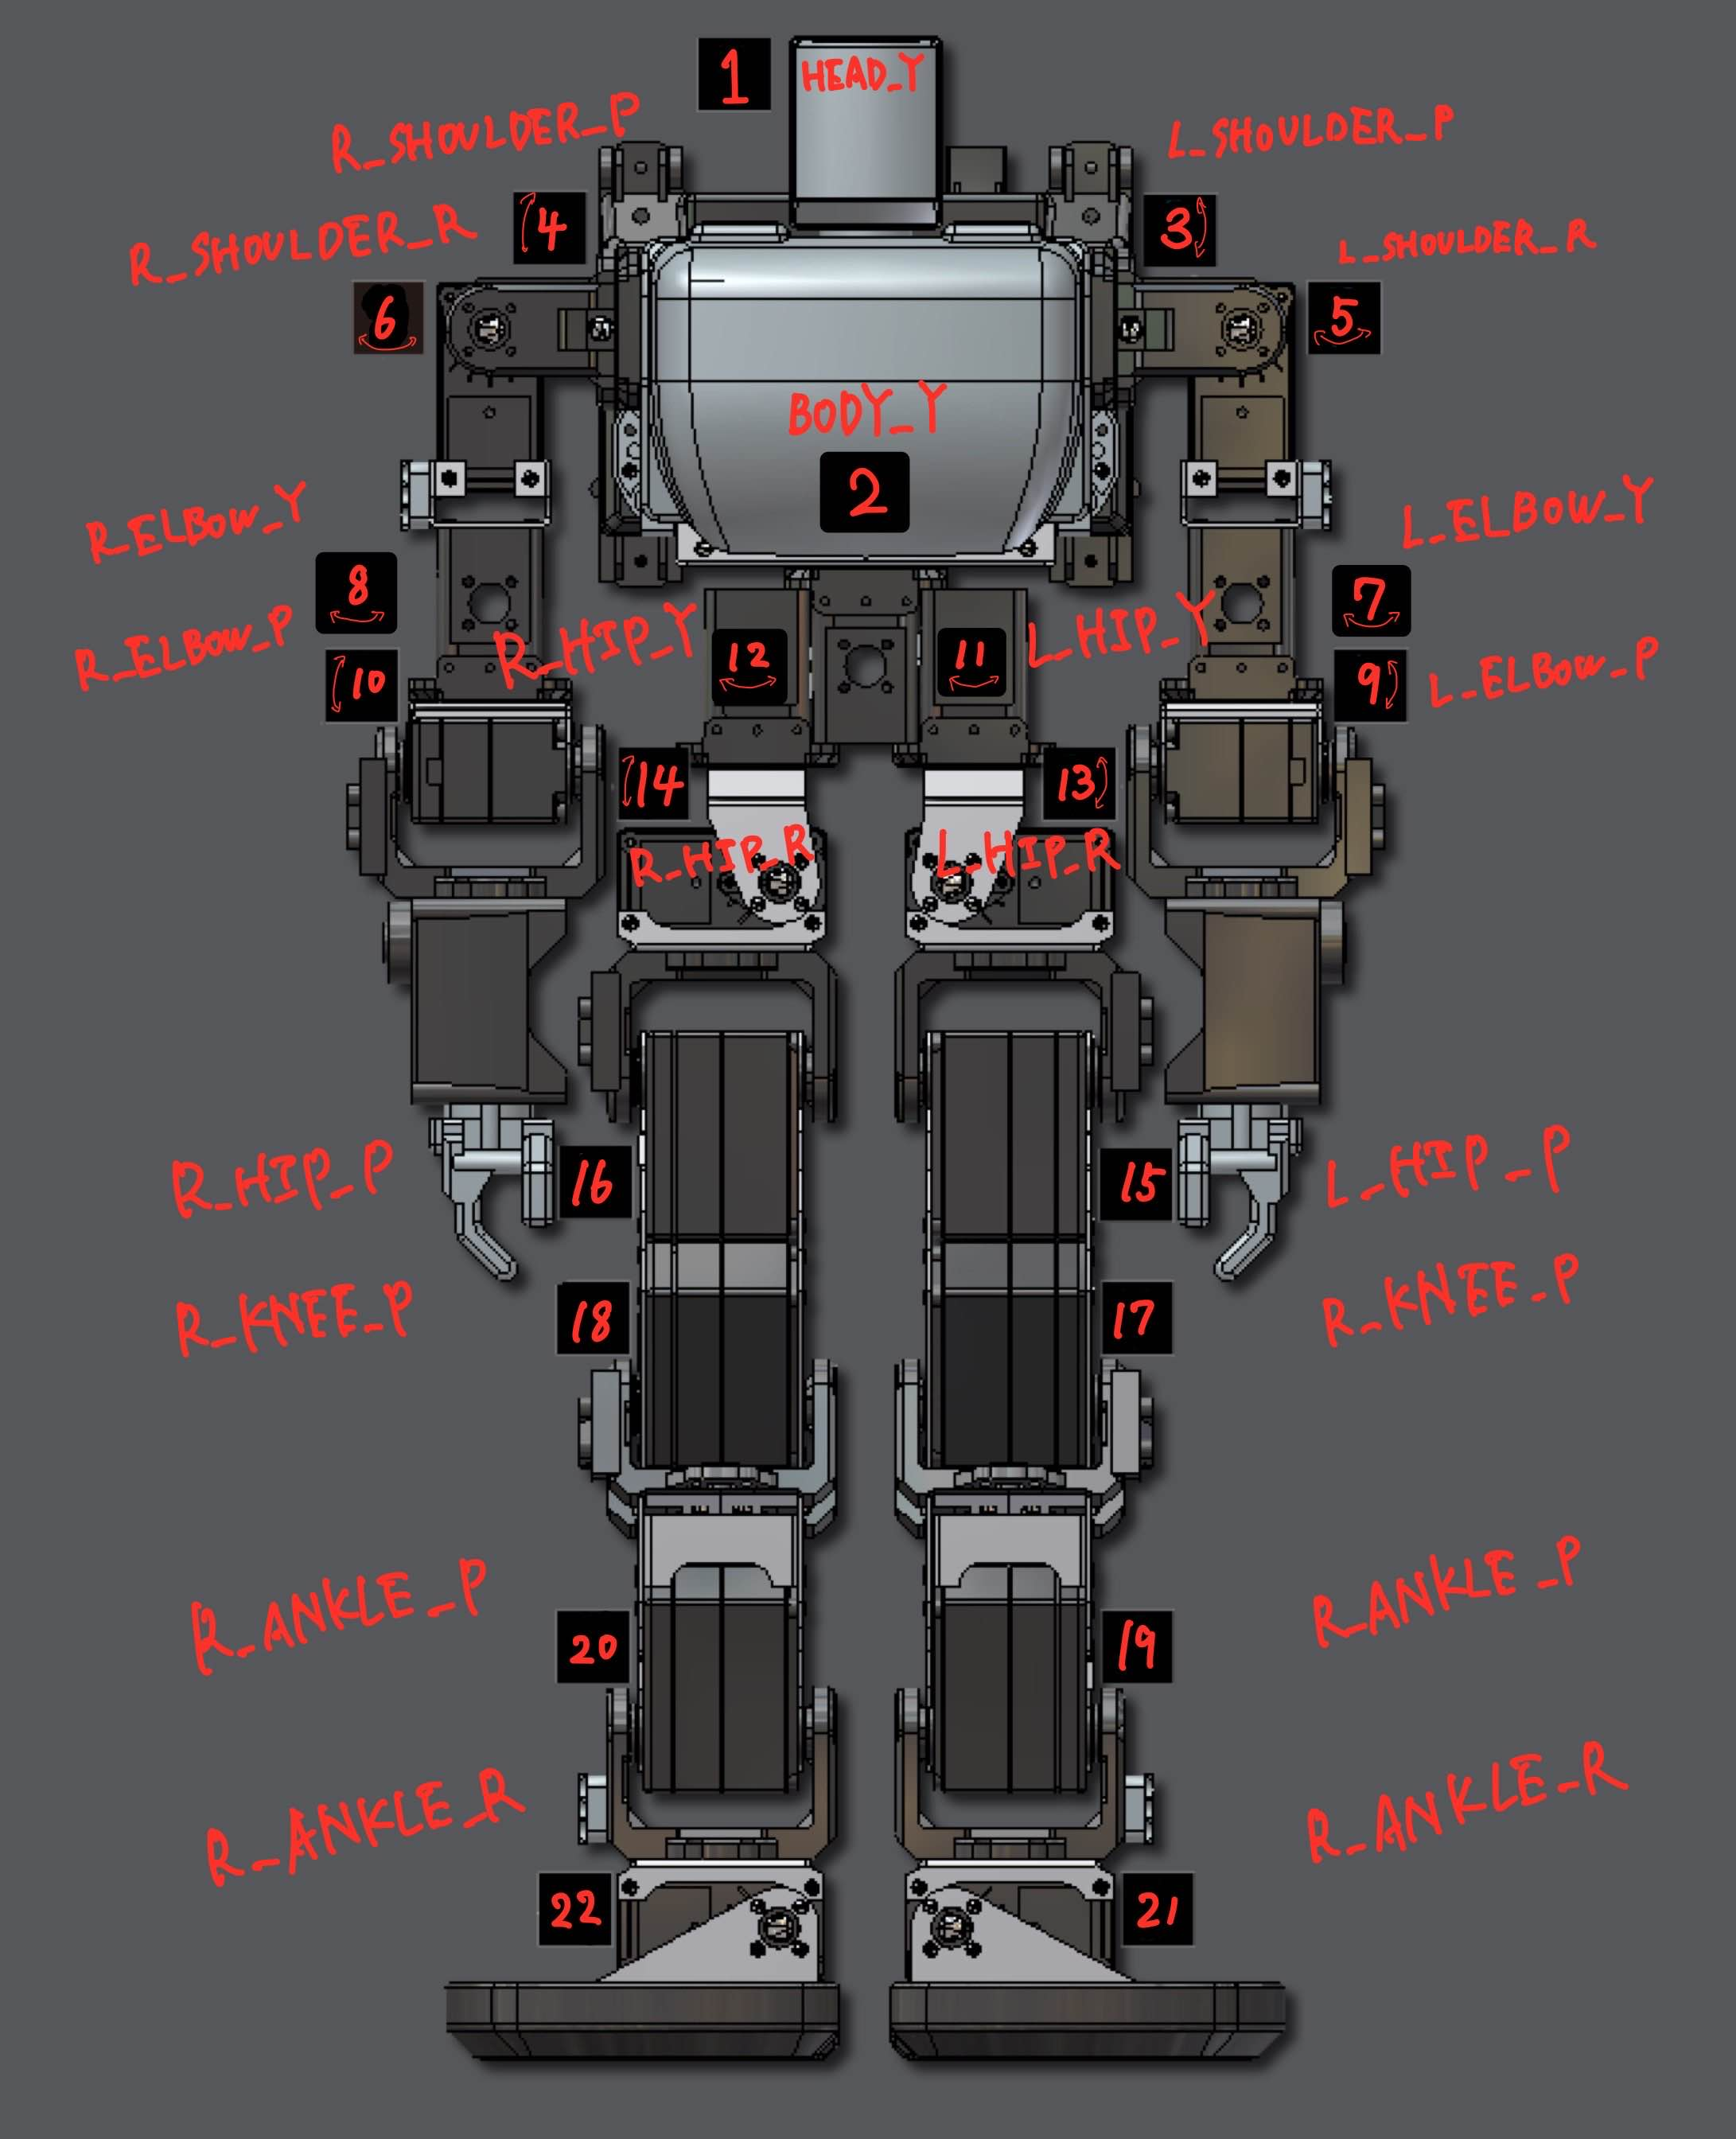 1
HEAD_Y
R_SHOULDER_P
L_SHOULDER_P
4
3
R_SHOULDER_R
L_SHOULDER_R
6
5
BODY_Y
2
R_ELBOW_Y
L_ELBOW_Y
8
7
R_ELBOW_P
L_ELBOW_P
10
9
R_HIP_Y
L_HIP_Y
12
11
14
13
R_HIP_R
L_HIP_R
R_HIP_P
L_HIP_P
16
15
R_KNEE_P
R_KNEE_P
18
17
R_ANKLE_P
R_ANKLE_P
20
19
R_ANKLE_R
R_ANKLE_R
22
21